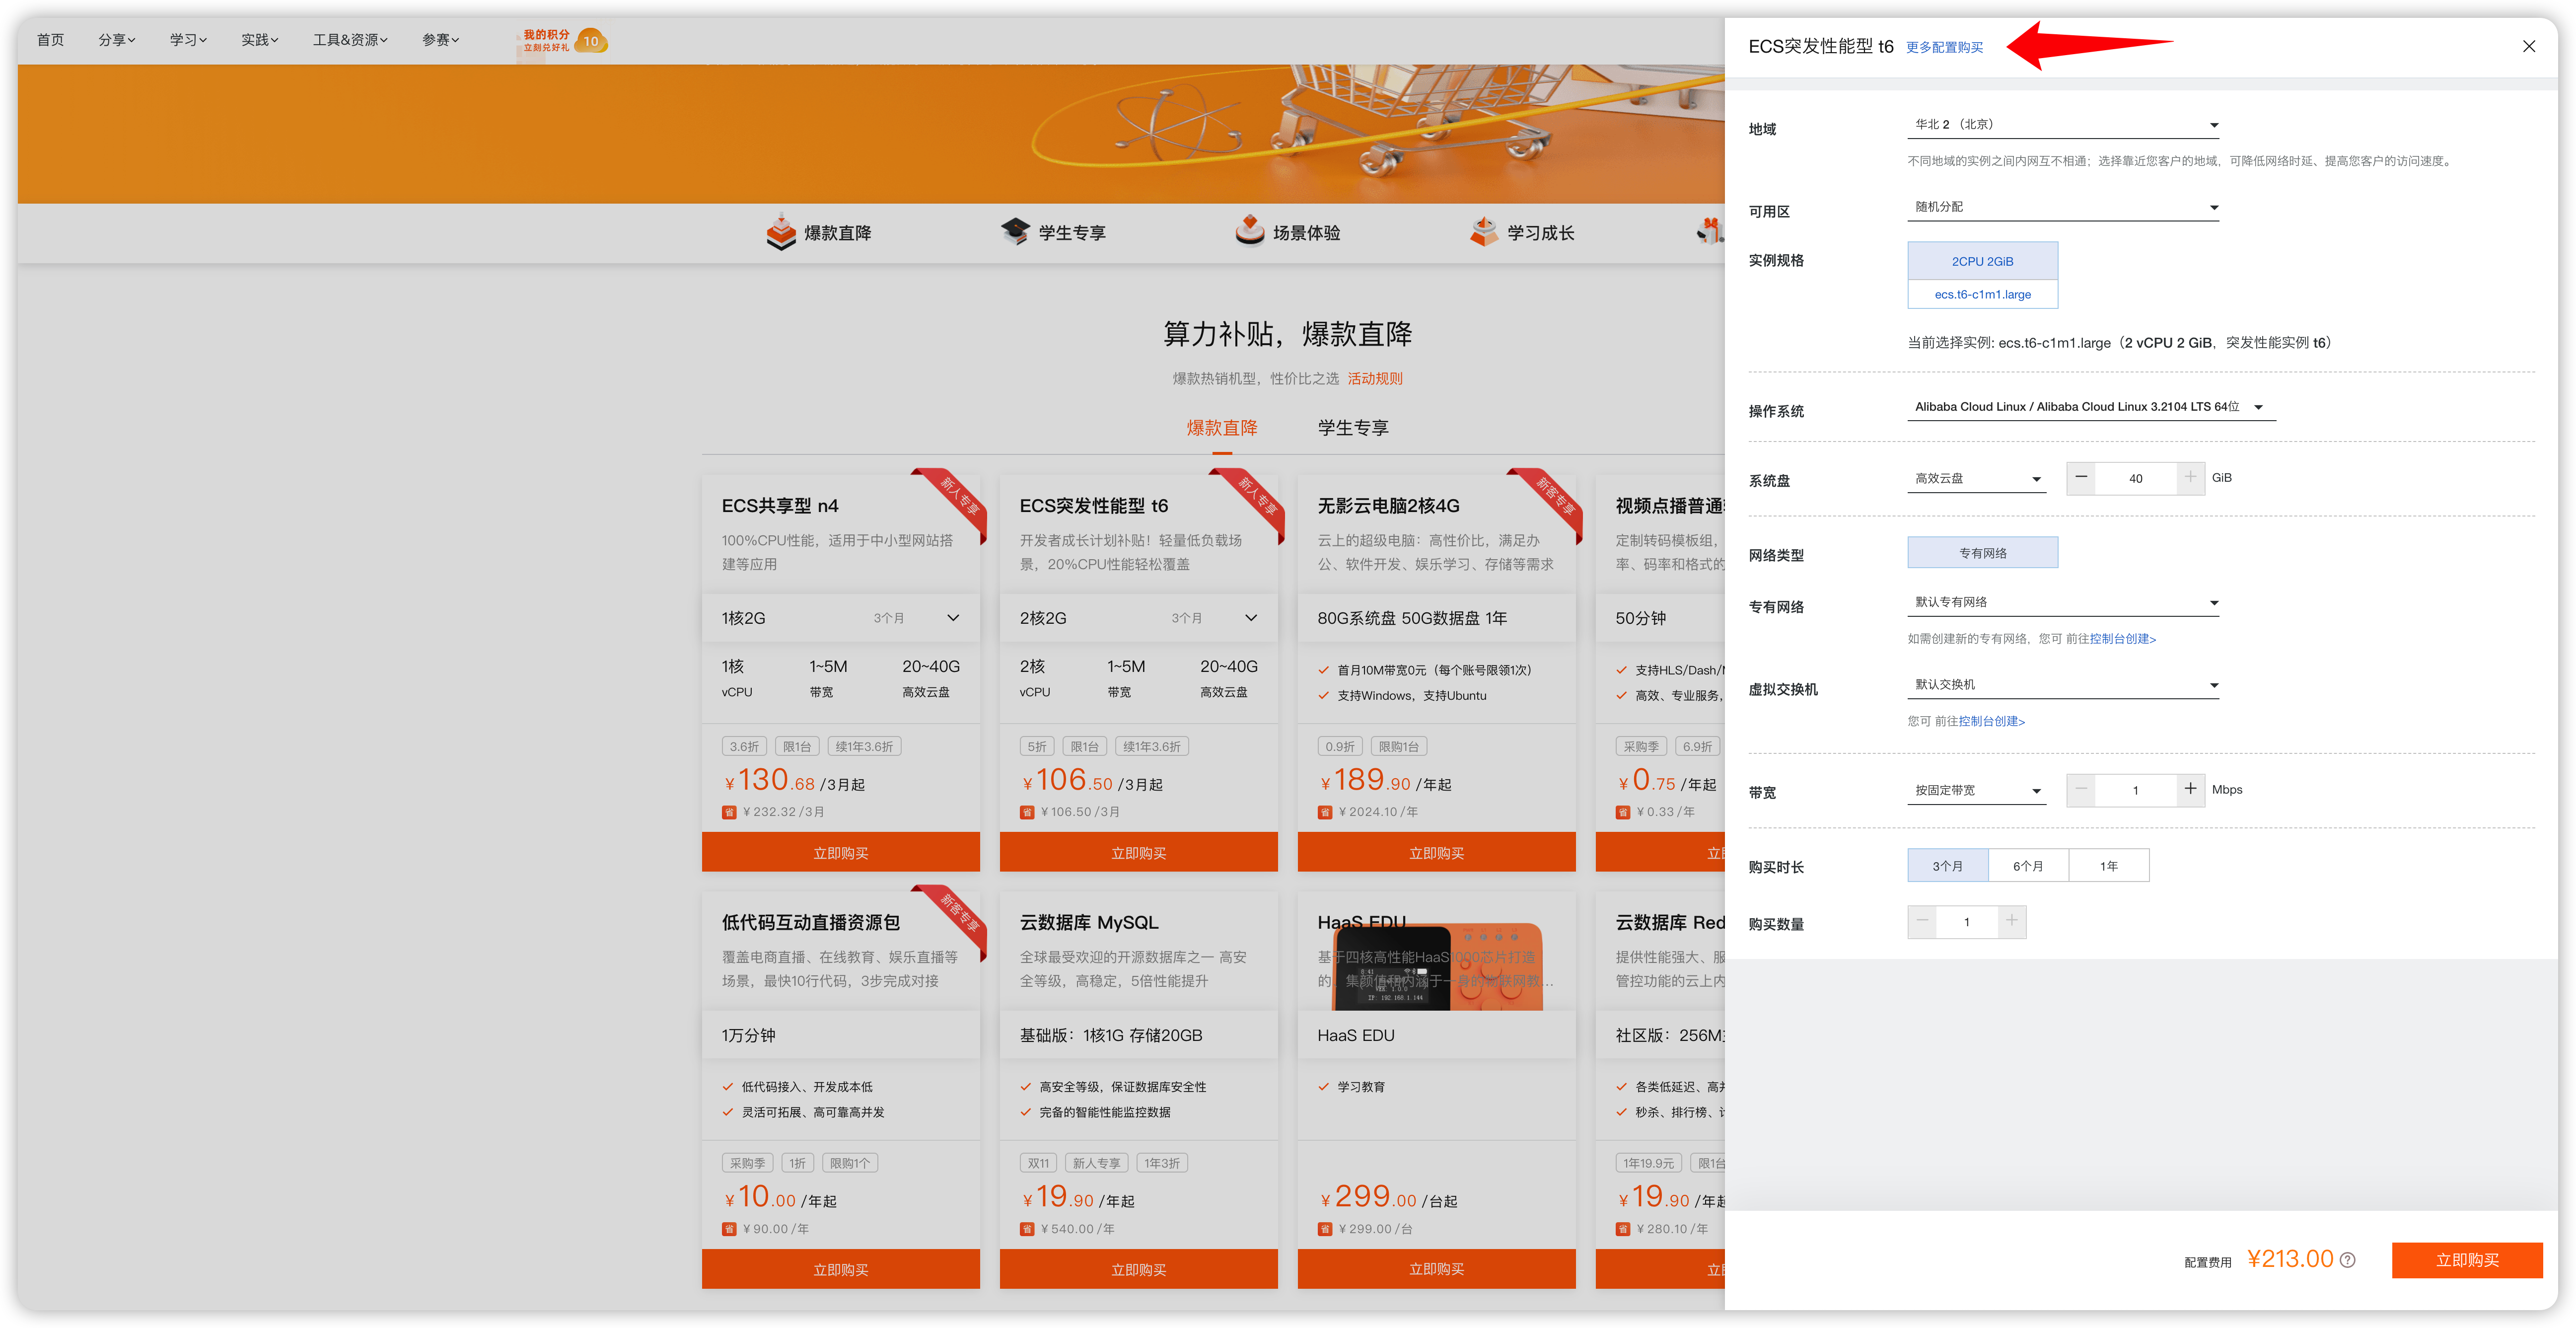 首页
分享
学习
实践
工具&资源
参赛
我的积分
立刻兑好礼
10
爆款直降
学生专享
场景体验
学习成长
算力补贴，爆款直降
爆款热销机型，性价比之选 活动规则
爆款直降
学生专享
新人专享
ECS共享型 n4
100%CPU性能，适用于中小型网站搭
建等应用
1核2G 3个月
1核 1~5M 20~40G
vCPU 带宽 高效云盘
3.6折 限1台 续1年3.6折
¥130.68 /3月起
省 ¥232.32/3月
立即购买
新人专享
ECS突发性能型 t6
开发者成长计划补贴！轻量低负载场
景，20%CPU性能轻松覆盖
2核2G 3个月
2核 1~5M 20~40G
vCPU 带宽 高效云盘
5折 限1台 续1年3.6折
¥106.50 /3月起
省 ¥106.50/3月
立即购买
新客专享
无影云电脑2核4G
云上的超级电脑：高性价比，满足办
公、软件开发、娱乐学习、存储等需求
80G系统盘 50G数据盘 1年
首月10M带宽0元（每个账号限领1次）
支持Windows，支持Ubuntu
0.9折 限购1台
¥189.90 /年起
省 ¥2024.10/年
立即购买
视频点播普通
定制转码模板组，
率、码率和格式的
50分钟
支持HLS/Dash/
高效、专业服务，
采购季 6.9折
¥0.75 /年起
省 ¥0.33/年
立
新客专享
低代码互动直播资源包
覆盖电商直播、在线教育、娱乐直播等
场景，最快10行代码，3步完成对接
1万分钟
低代码接入、开发成本低
灵活可拓展、高可靠高并发
采购季 1折 限购1个
¥10.00 /年起
省 ¥90.00/年
立即购买
云数据库 MySQL
全球最受欢迎的开源数据库之一 高安
全等级，高稳定，5倍性能提升
基础版：1核1G 存储20GB
高安全等级，保证数据库安全性
完备的智能性能监控数据
双11 新人专享 1年3折
¥19.90 /年起
省 ¥540.00/年
立即购买
HaaS EDU
基于四核高性能HaaS1000芯片打造
的、集颜值和内涵于一身的物联网教...
HaaS EDU
学习教育
¥299.00 /台起
省 ¥299.00/台
立即购买
云数据库 Red
提供性能强大、服
管控功能的云上内
社区版：256M
各类低延迟、高并
秒杀、排行榜、计
1年19.9元 限1台
¥19.90 /年起
省 ¥280.10/年
立
ECS突发性能型 t6 更多配置购买
地域 华北 2 （北京）
不同地域的实例之间内网互不相通；选择靠近您客户的地域，可降低网络时延、提高您客户的访问速度。
可用区 随机分配
实例规格 2CPU 2GiB
ecs.t6-c1m1.large
当前选择实例: ecs.t6-c1m1.large（2 vCPU 2 GiB，突发性能实例 t6）
操作系统 Alibaba Cloud Linux / Alibaba Cloud Linux 3.2104 LTS 64位
系统盘 高效云盘 40 GiB
网络类型 专有网络
专有网络 默认专有网络
如需创建新的专有网络，您可 前往控制台创建>
虚拟交换机 默认交换机
您可 前往控制台创建>
带宽 按固定带宽 1 Mbps
购买时长 3个月 6个月 1年
购买数量 1
配置费用 ¥213.00 立即购买